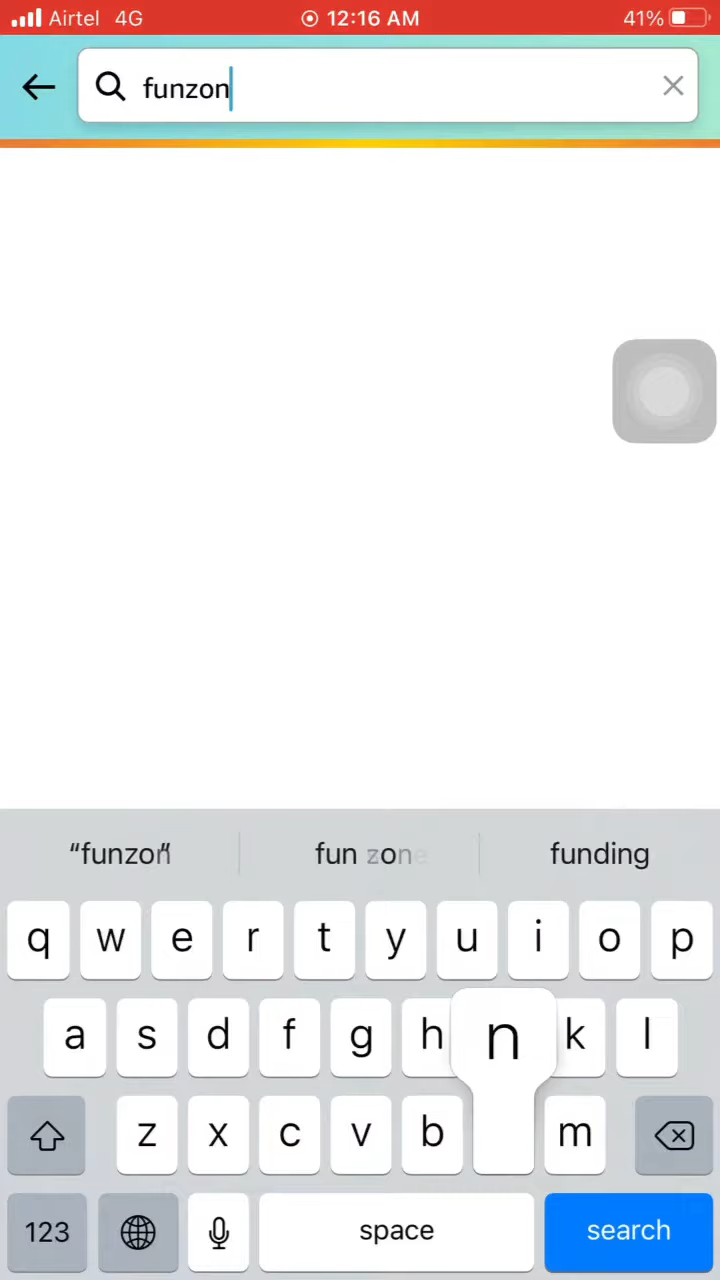 Airtel 4G 12:16 AM 41%
funzon
“funzon“ fun zone funding
q w e r t y u i o p
a s d f g h n k l
z x c v b m
123 space search